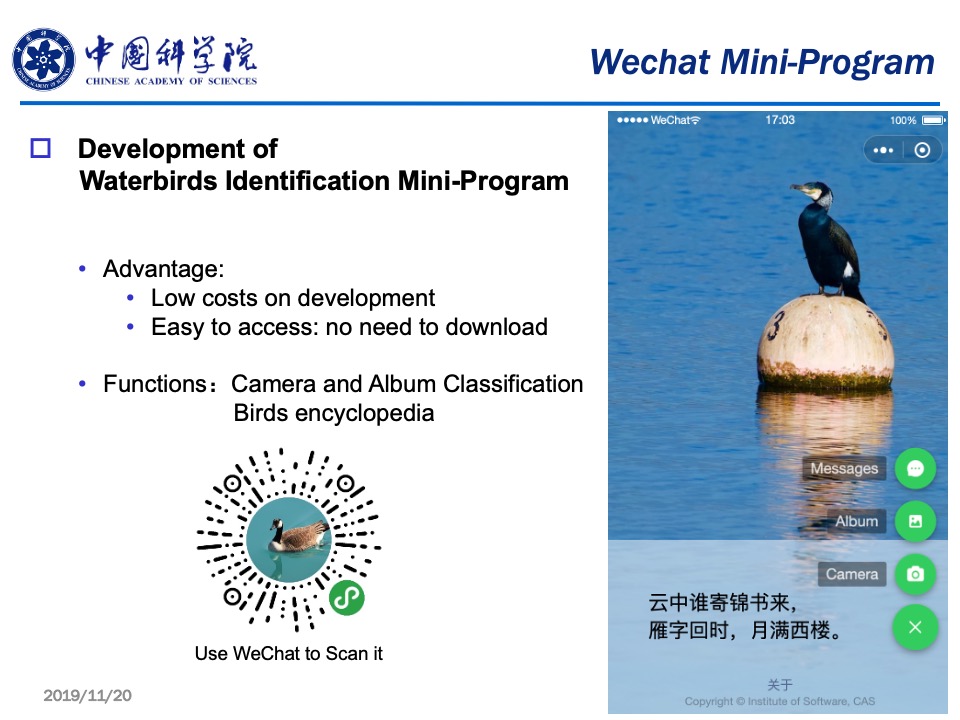 中国科学院
CHINESE ACADEMY OF SCIENCES
Wechat Mini-Program
Development of
Waterbirds Identification Mini-Program
• Advantage:
• Low costs on development
• Easy to access: no need to download
• Functions：Camera and Album Classification
Birds encyclopedia
Use WeChat to Scan it
2019/11/20
WeChat 17:03 100%
3
Messages
Album
Camera
云中谁寄锦书来，
雁字回时，月满西楼。
关于
Copyright © Institute of Software, CAS